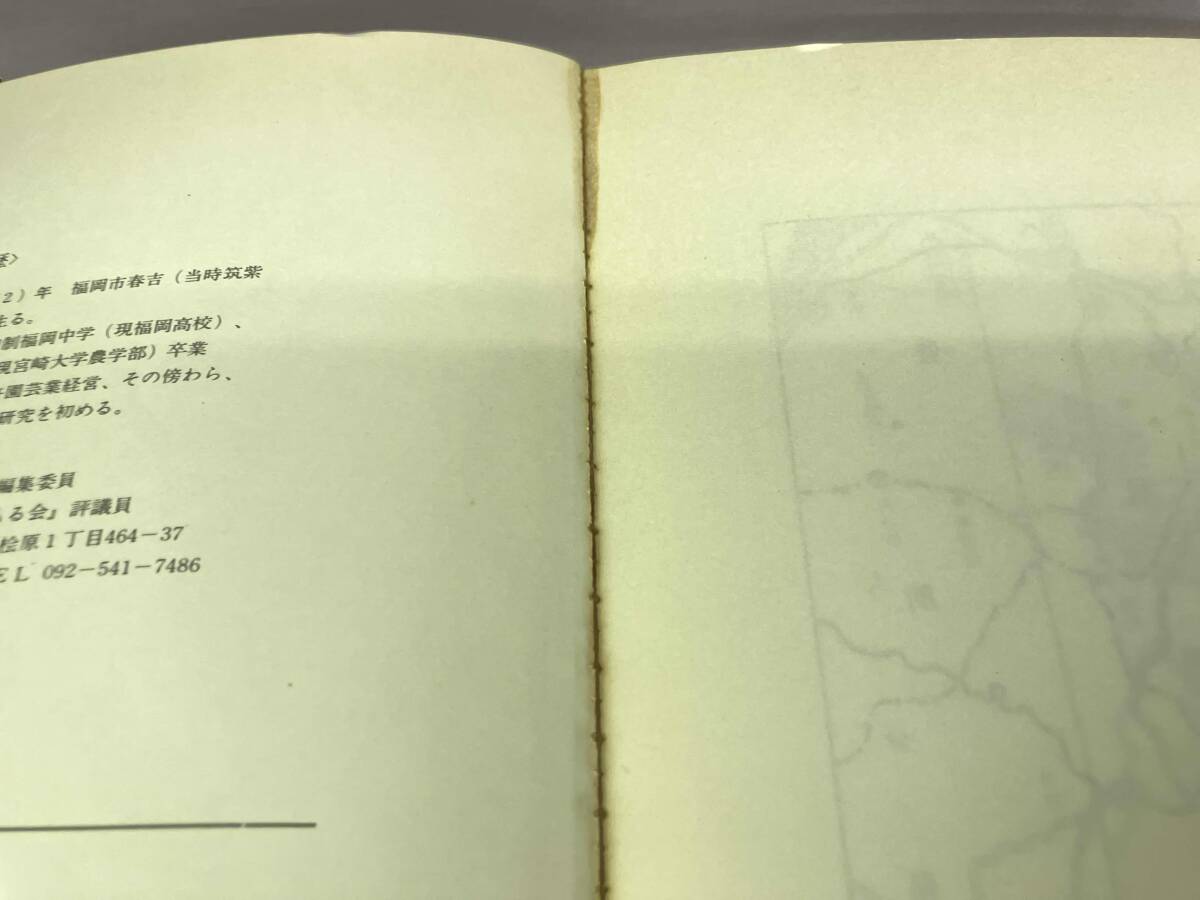 歴〉
2）年　福岡市春吉（当時筑紫
生る。
制福岡中学（現福岡高校）、
現宮崎大学農学部）卒業
園芸業経営、その傍わら、
研究を初める。
編集委員
る会』評議員
桧原1丁目464−37
EL 092−541−7486